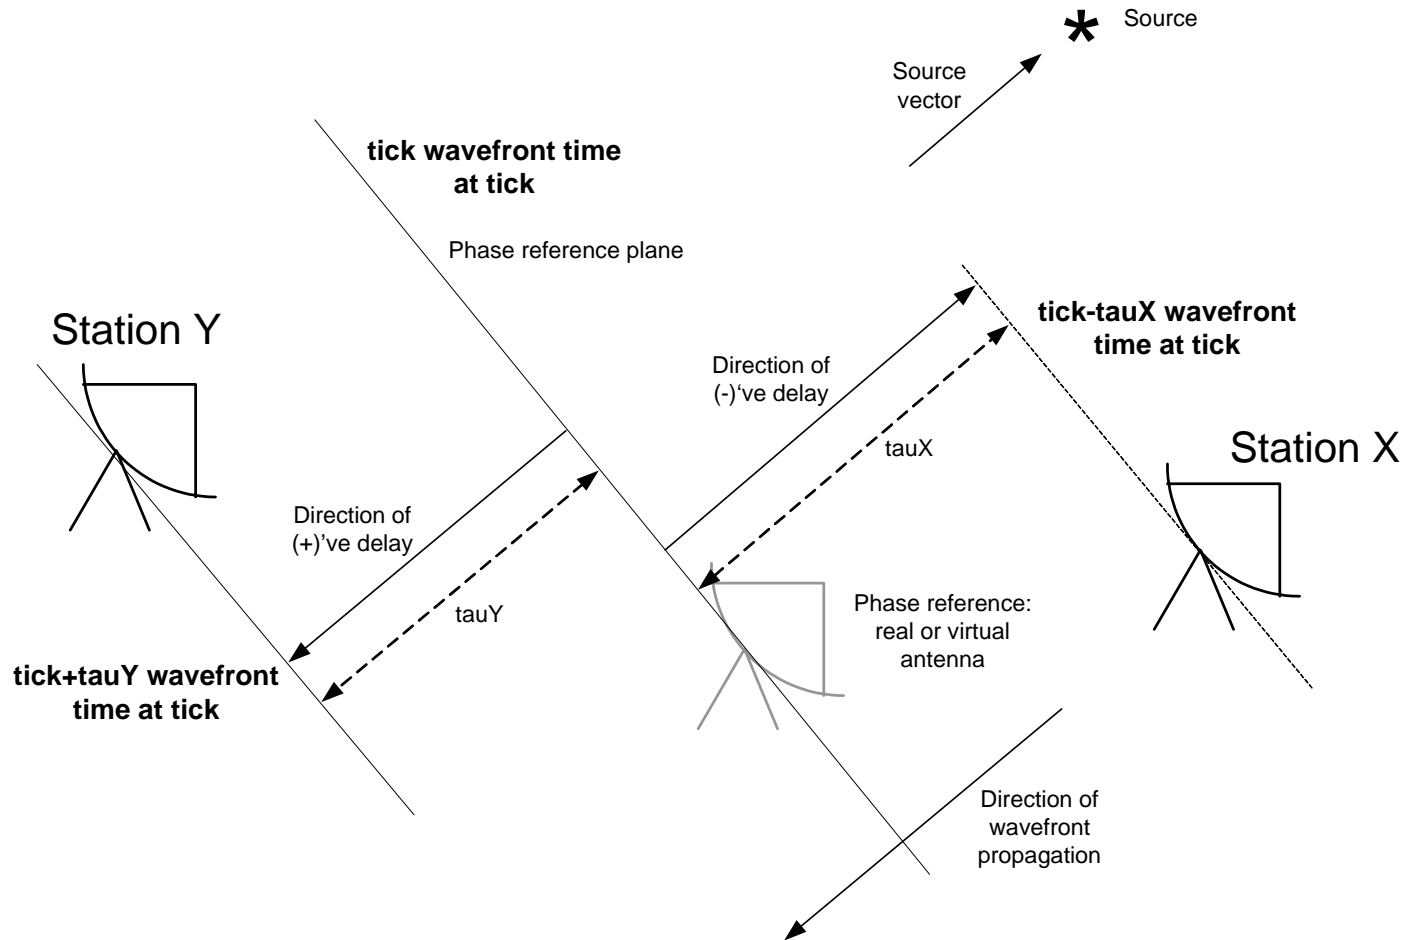 Source
Source
vector
tick wavefront time
at tick
Phase reference plane
Station Y
tick-tauX wavefront
time at tick
Direction of
(-)‘ve delay
tauX
Station X
Direction of
(+)’ve delay
tauY
Phase reference:
real or virtual
antenna
tick+tauY wavefront
time at tick
Direction of
wavefront
propagation